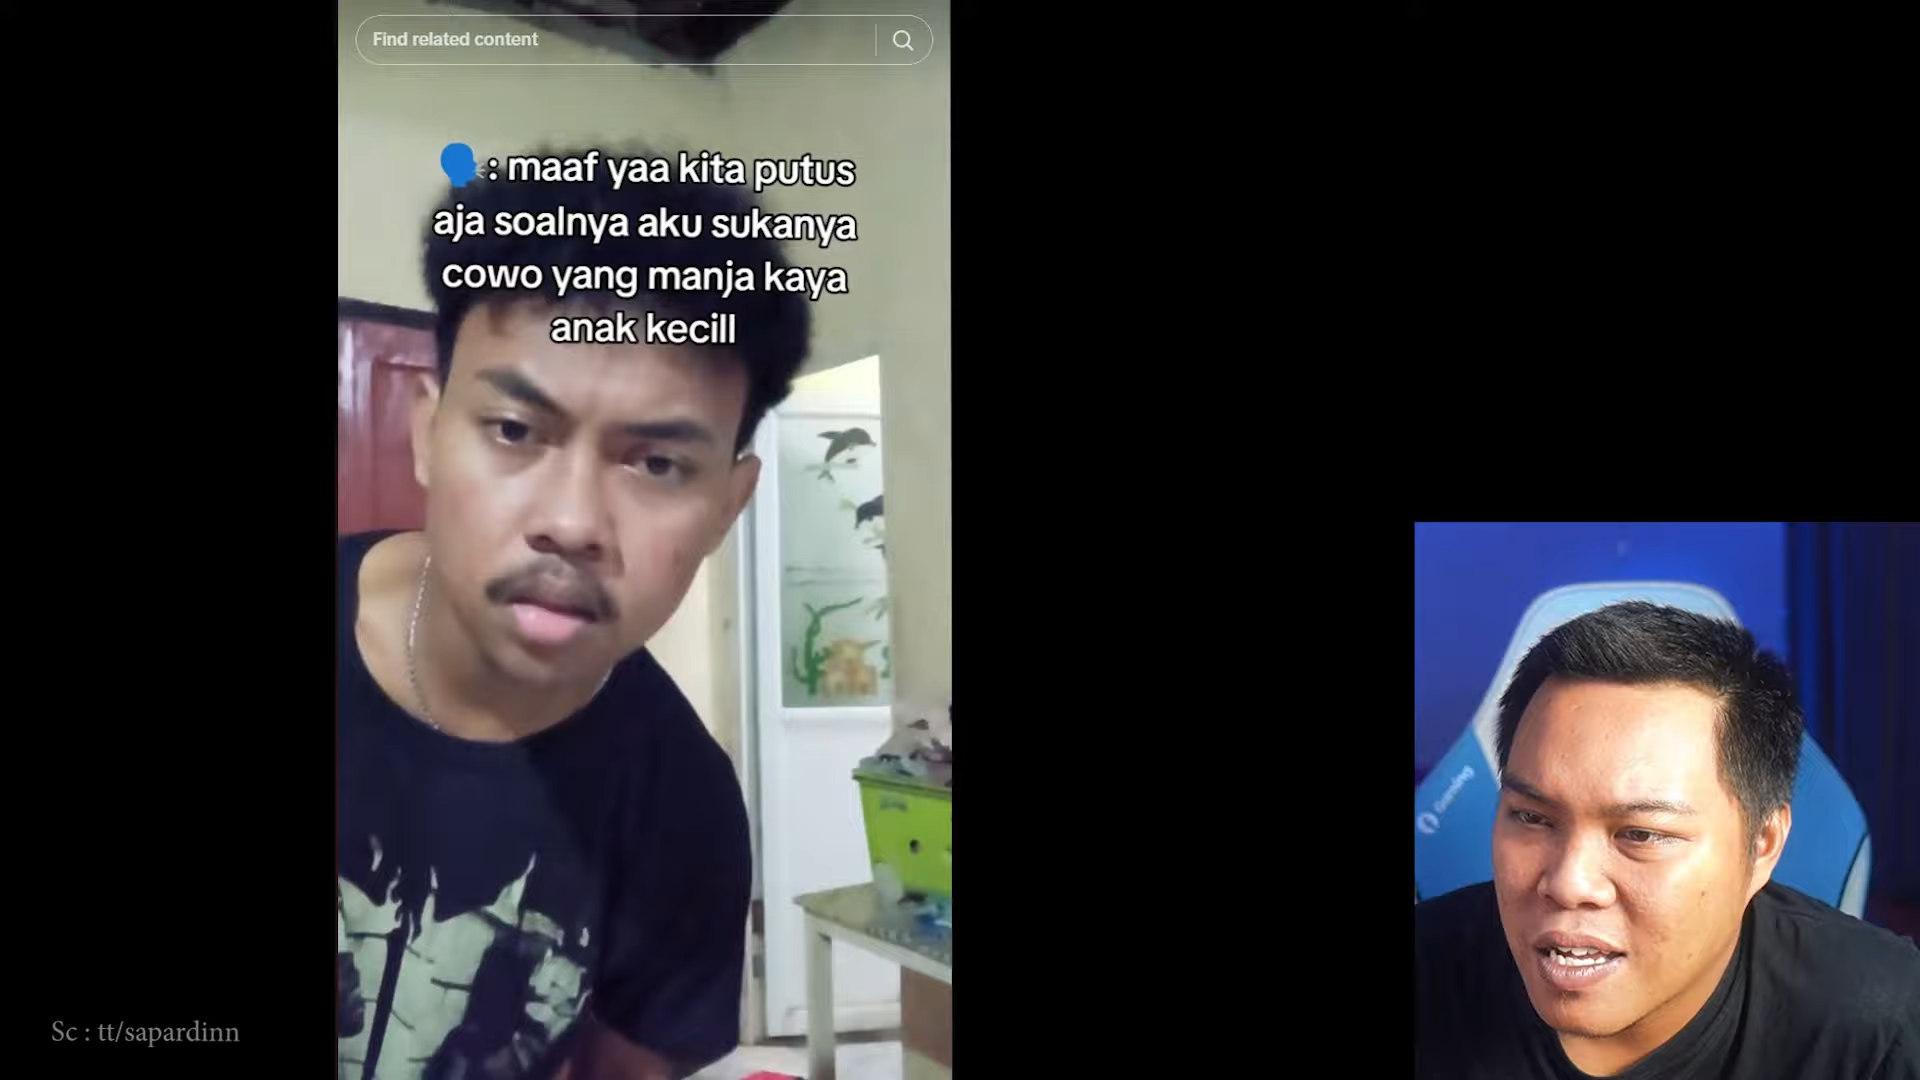 Find related content
🗣: maaf yaa kita putus
aja soalnya aku sukanya
cowo yang manja kaya
anak kecill
Gaming
Sc : tt/sapardinn